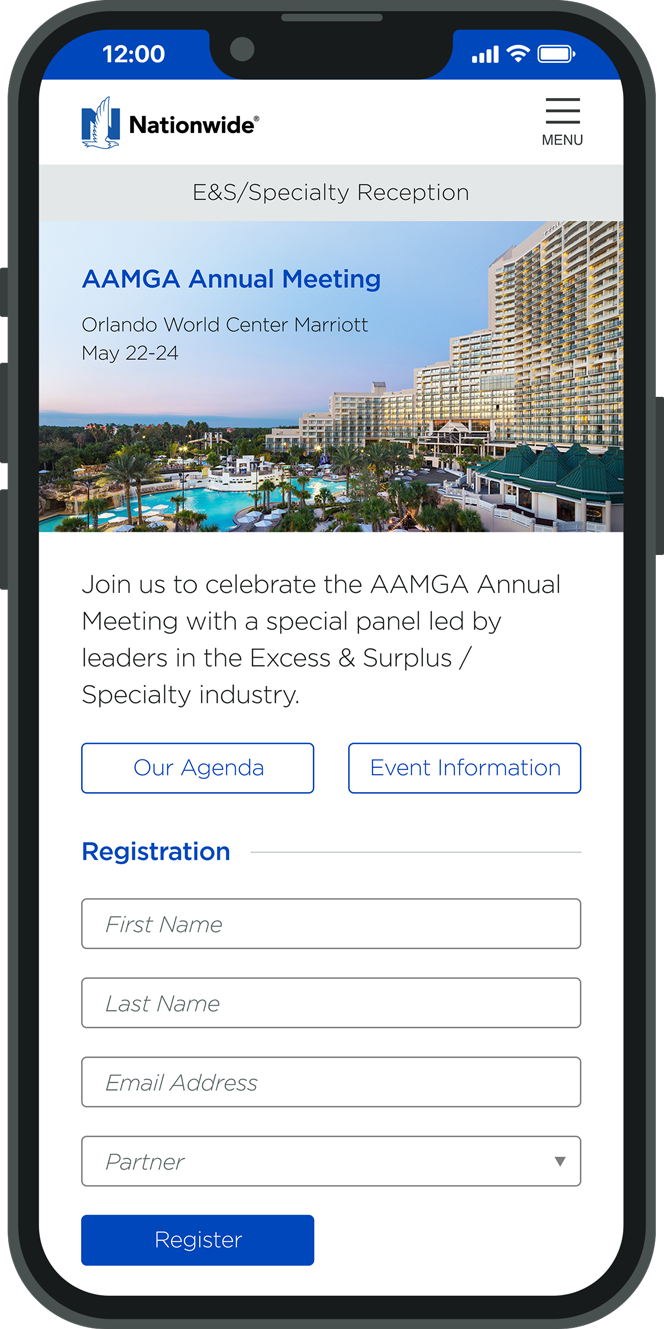 12:00
Nationwide®
MENU
E&S/Specialty Reception
AAMGA Annual Meeting
Orlando World Center Marriott
May 22-24
Join us to celebrate the AAMGA Annual
Meeting with a special panel led by
leaders in the Excess & Surplus /
Specialty industry.
Our Agenda
Event Information
Registration
First Name
Last Name
Email Address
Partner
Register